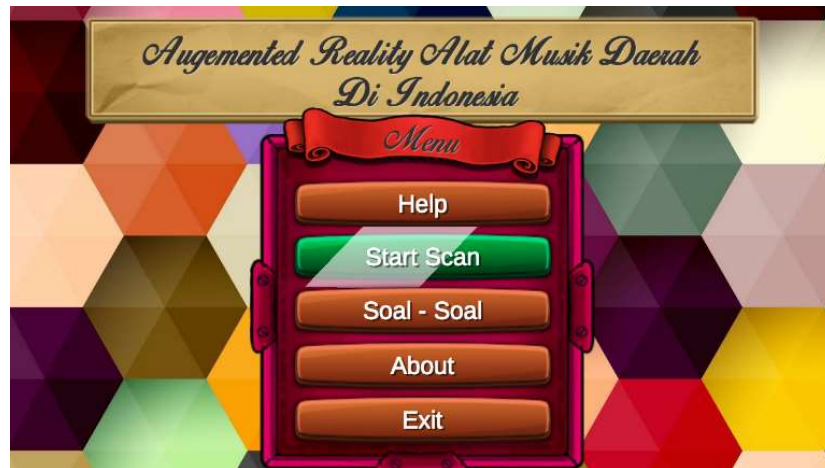 Augemented Reality Alat Musik Daerah
Di Indonesia
Menu
Help
Start Scan
Soal - Soal
About
Exit